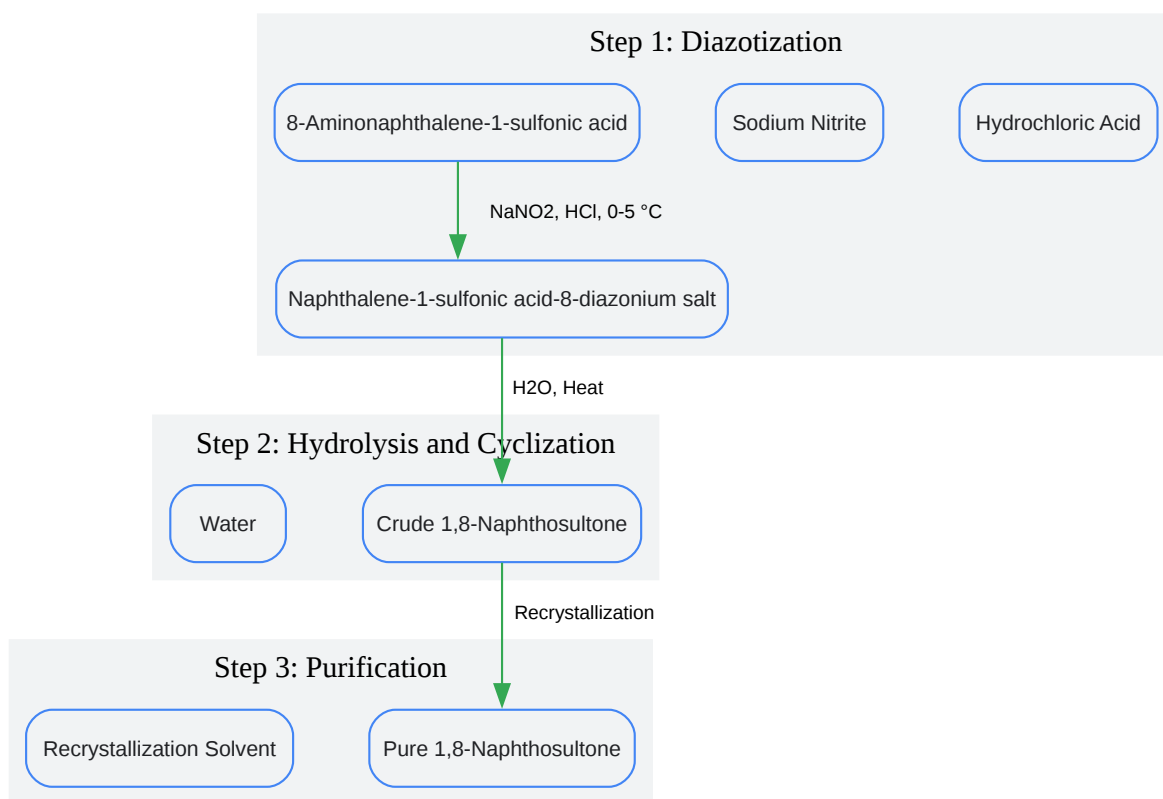 Step 1: Diazotization
8-Aminonaphthalene-1-sulfonic acid
Sodium Nitrite
Hydrochloric Acid
NaNO2, HCl, 0-5 °C
Naphthalene-1-sulfonic acid-8-diazonium salt
H2O, Heat
Step 2: Hydrolysis and Cyclization
Water
Crude 1,8-Naphthosultone
Recrystallization
Step 3: Purification
Recrystallization Solvent
Pure 1,8-Naphthosultone